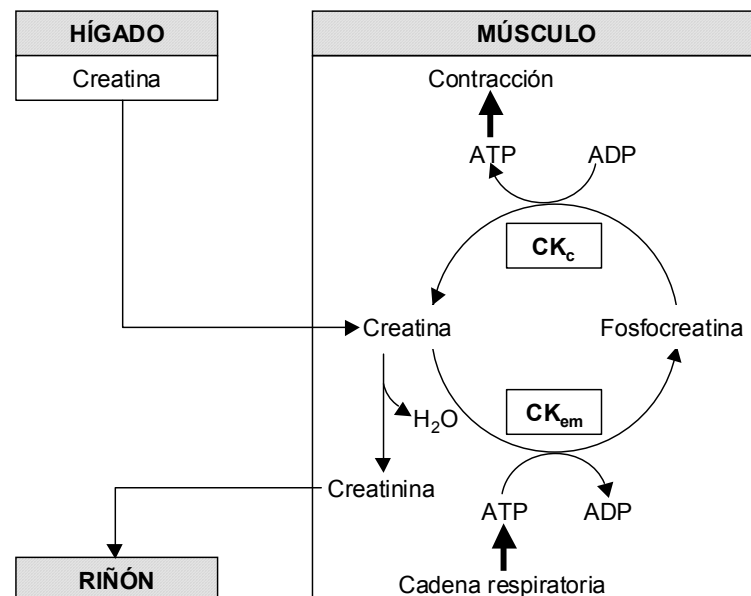 HÍGADO
Creatina
MÚSCULO
Contracción
ATP
ADP
CKc
Creatina
Fosfocreatina
CKem
H2O
Creatinina
ATP
ADP
Cadena respiratoria
RIÑÓN